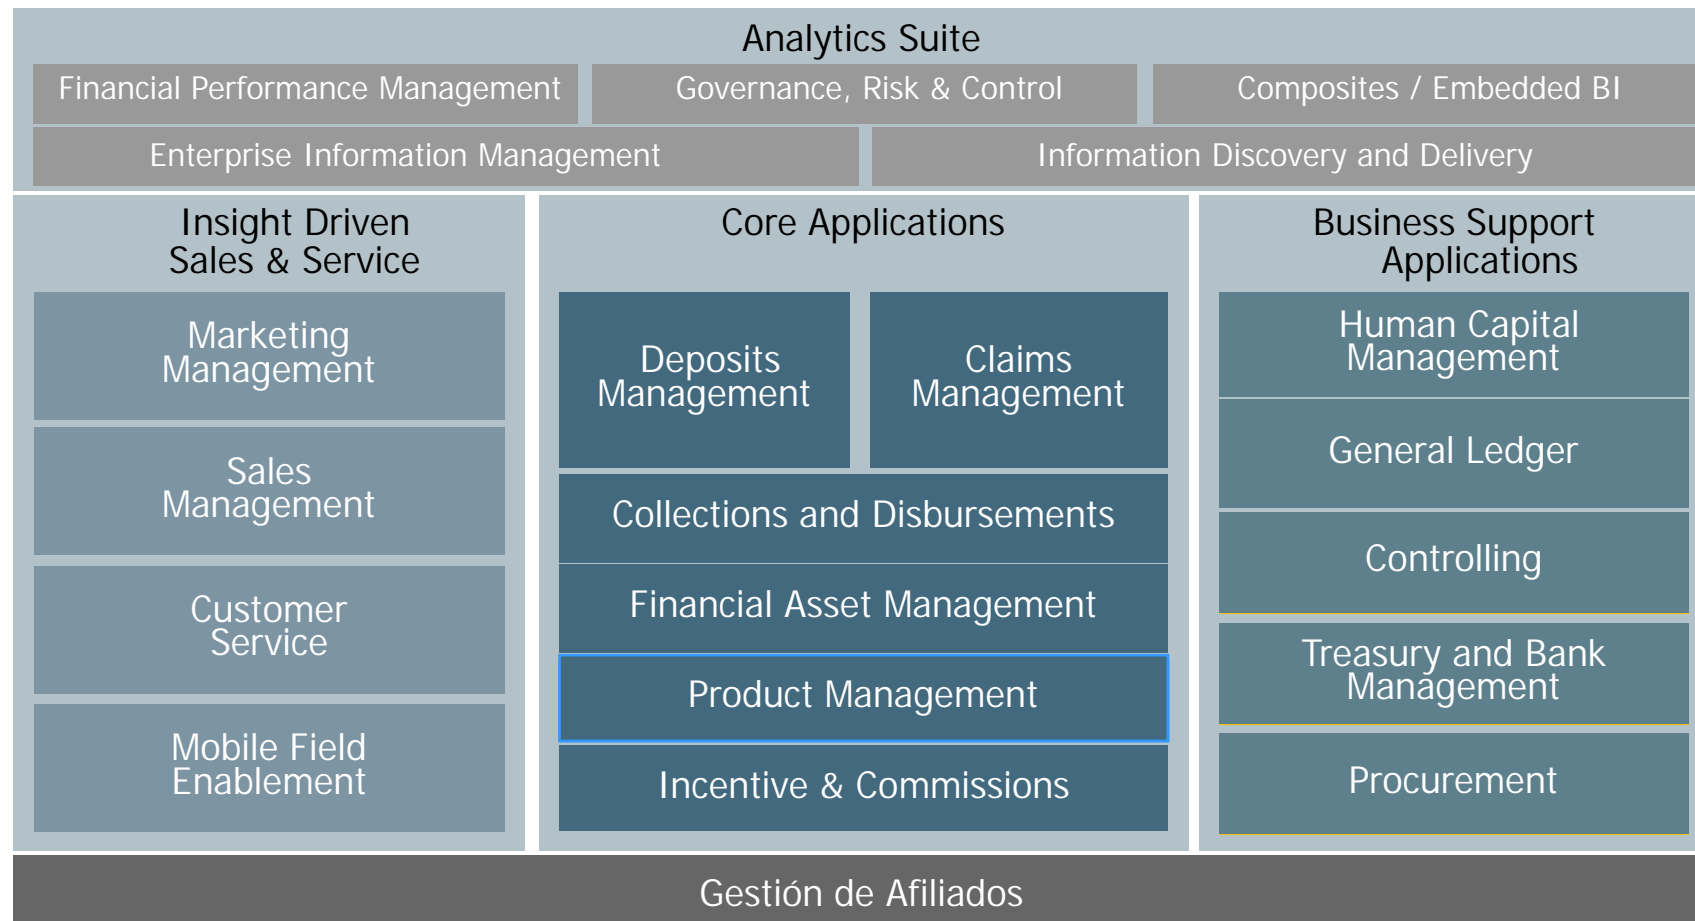 Analytics Suite
Financial Performance Management
Governance, Risk & Control
Composites / Embedded BI
Enterprise Information Management
Information Discovery and Delivery
Insight Driven
Sales & Service
Marketing
Management
Sales
Management
Customer
Service
Mobile Field
Enablement
Core Applications
Deposits
Management
Claims
Management
Collections and Disbursements
Financial Asset Management
Product Management
Incentive & Commissions
Business Support
Applications
Human Capital
Management
General Ledger
Controlling
Treasury and Bank
Management
Procurement
Gestión de Afiliados